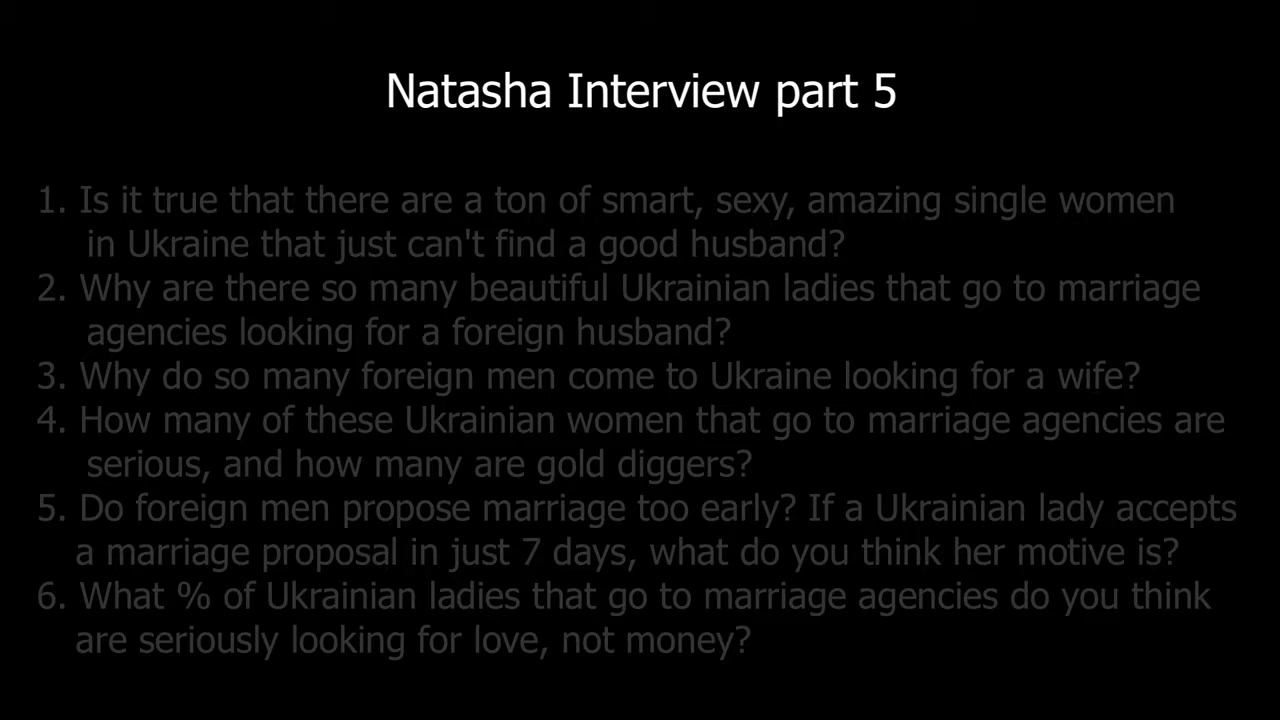 Natasha Interview part 5
1. Is it true that there are a ton of smart, sexy, amazing single women
in Ukraine that just can't find a good husband?
2. Why are there so many beautiful Ukrainian ladies that go to marriage
agencies looking for a foreign husband?
3. Why do so many foreign men come to Ukraine looking for a wife?
4. How many of these Ukrainian women that go to marriage agencies are
serious, and how many are gold diggers?
5. Do foreign men propose marriage too early? If a Ukrainian lady accepts
a marriage proposal in just 7 days, what do you think her motive is?
6. What % of Ukrainian ladies that go to marriage agencies do you think
are seriously looking for love, not money?